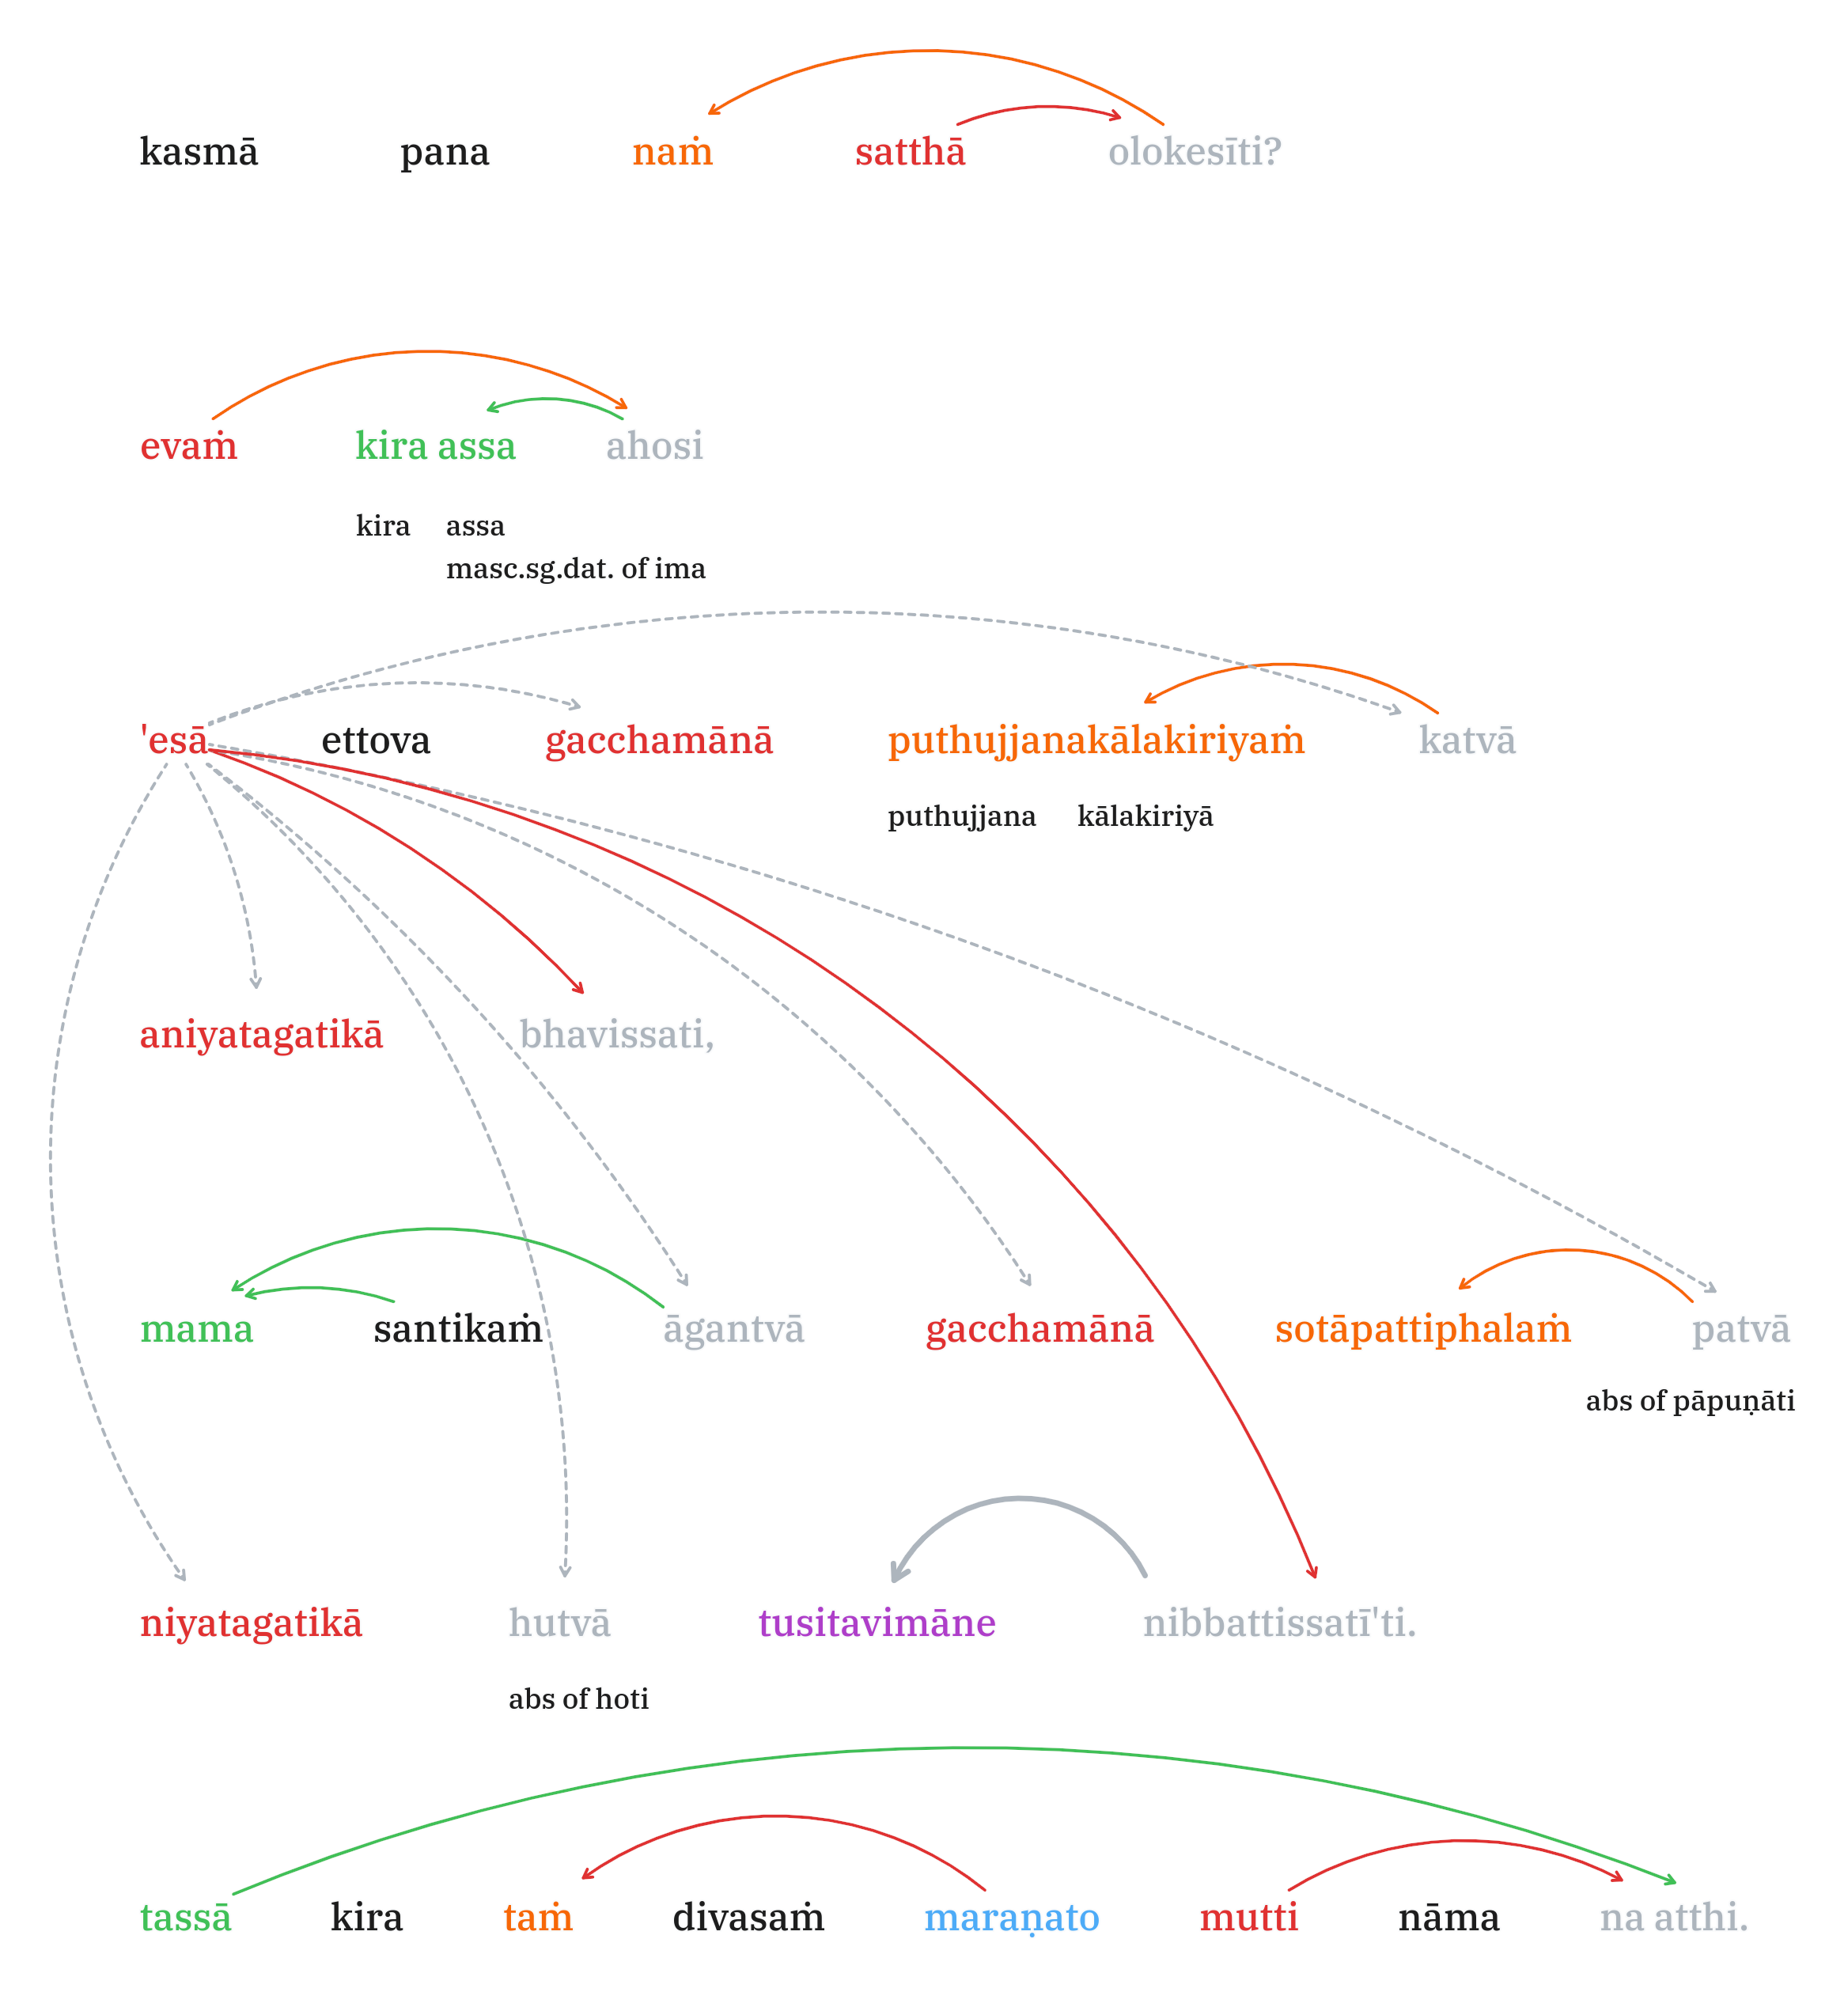 kasmā pana naṁ satthā olokesīti?
evaṁ kira assa ahosi
kira assa
masc.sg.dat. of ima
'esā ettova gacchamānā puthujjanakālakiriyaṁ katvā
puthujjana kālakiriyā
aniyatagatikā bhavissati,
mama santikaṁ āgantvā gacchamānā sotāpattiphalaṁ patvā
abs of pāpuṇāti
niyatagatikā hutvā tusitavimāne nibbattissatī'ti.
abs of hoti
tassā kira taṁ divasaṁ maraṇato mutti nāma na atthi.